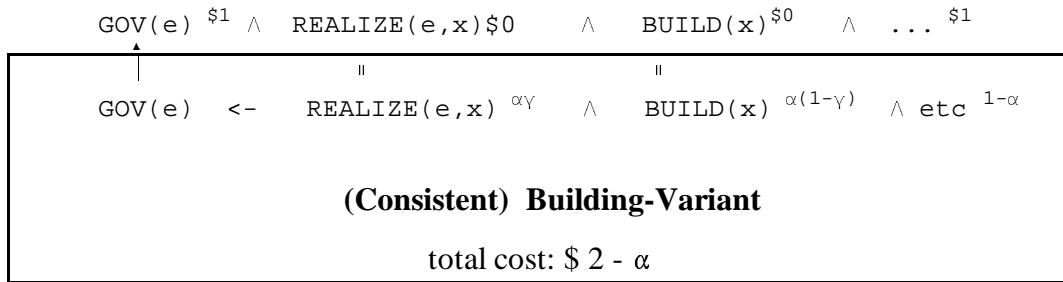 GOV(e) $1 ∧ REALIZE(e,x)$0 ∧ BUILD(x)$0 ∧ ... $1
= =
GOV(e) <- REALIZE(e,x) αγ ∧ BUILD(x) α(1-γ) ∧ etc 1-α
(Consistent) Building-Variant
total cost: $ 2 - α